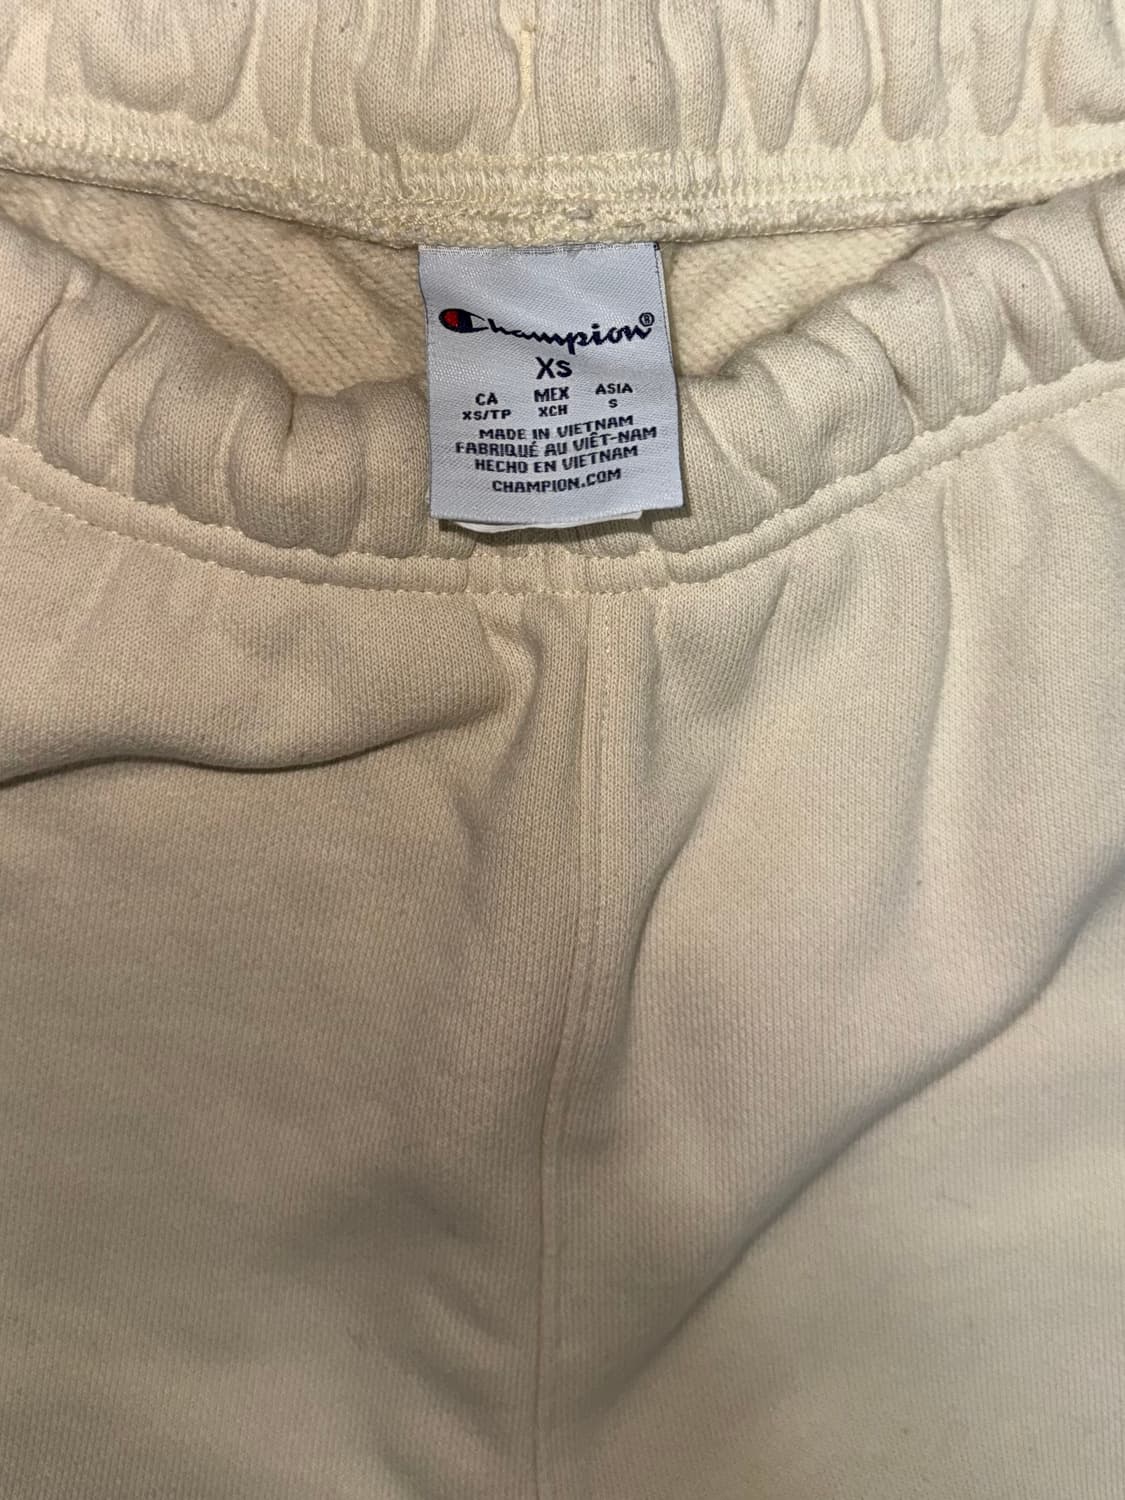 Champion®
XS
CA MEX ASIA
XS/TP XCH S
MADE IN VIETNAM
FABRIQUÉ AU VIÊT-NAM
HECHO EN VIETNAM
CHAMPION.COM